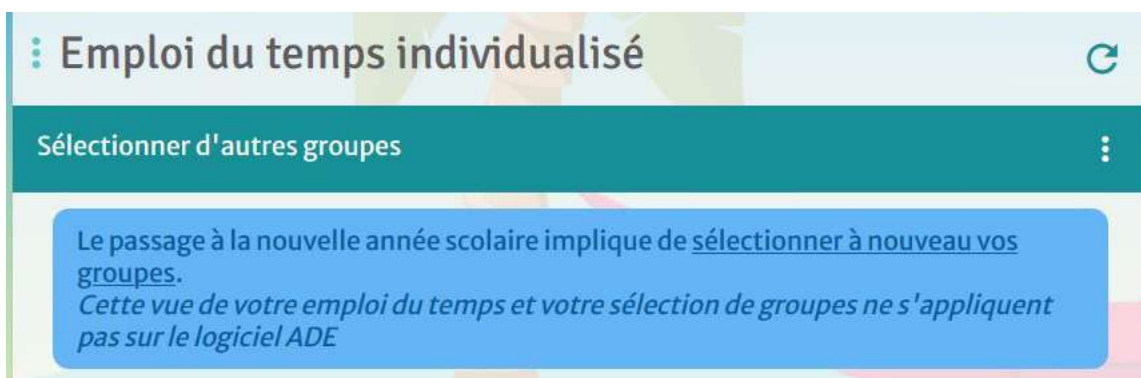 Emploi du temps individualisé
Sélectionner d'autres groupes
Le passage à la nouvelle année scolaire implique de sélectionner à nouveau vos
groupes.
Cette vue de votre emploi du temps et votre sélection de groupes ne s'appliquent
pas sur le logiciel ADE